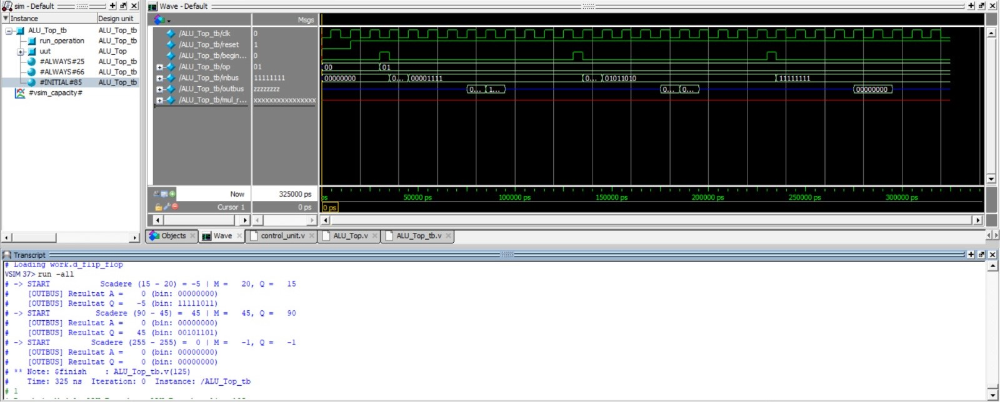 sim - Default
Instance Design unit
ALU_Top_tb ALU_Top_tb
run_operation ALU_Top_tb
uut ALU_Top
#ALWAYS#25 ALU_Top_tb
#ALWAYS#66 ALU_Top_tb
#INITIAL#85 ALU_Top_tb
#vsim_capacity#
Wave - Default
Msgs
/ALU_Top_tb/clk 0
/ALU_Top_tb/reset 1
/ALU_Top_tb/begin... 0
/ALU_Top_tb/op 01 00 01
/ALU_Top_tb/inbus 11111111 00000000 0... 00001111 0... 01011010 11111111
/ALU_Top_tb/outbus zzzzzzzz 0... 1... 0... 0... 00000000
/ALU_Top_tb/mul_r... xxxxxxxxxxxxxxxx
Now 325000 ps ps 50000 ps 100000 ps 150000 ps 200000 ps 250000 ps 300000 ps
Cursor 1 0 ps 0 ps
Objects Wave control_unit.v ALU_Top.v ALU_Top_tb.v
Transcript
# Loading work.d_flip_flop
VSIM 37> run -all
# -> START Scadere (15 - 20) = -5 | M = 20, Q = 15
# [OUTBUS] Rezultat A = 0 (bin: 00000000)
# [OUTBUS] Rezultat Q = -5 (bin: 11111011)
# -> START Scadere (90 - 45) = 45 | M = 45, Q = 90
# [OUTBUS] Rezultat A = 0 (bin: 00000000)
# [OUTBUS] Rezultat Q = 45 (bin: 00101101)
# -> START Scadere (255 - 255) = 0 | M = -1, Q = -1
# [OUTBUS] Rezultat A = 0 (bin: 00000000)
# [OUTBUS] Rezultat Q = 0 (bin: 00000000)
# ** Note: $finish : ALU_Top_tb.v(125)
# Time: 325 ns Iteration: 0 Instance: /ALU_Top_tb
# 1